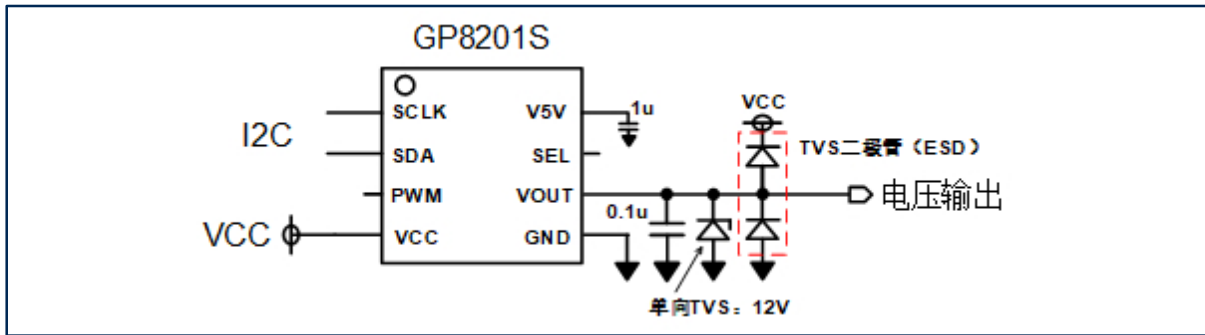 GP8201S
I2C
SCLK
SDA
PWM
VCC
VCC
V5V
SEL
VOUT
GND
1u
0.1u
VCC
TVS二极管（ESD）
电压输出
单向TVS：12V